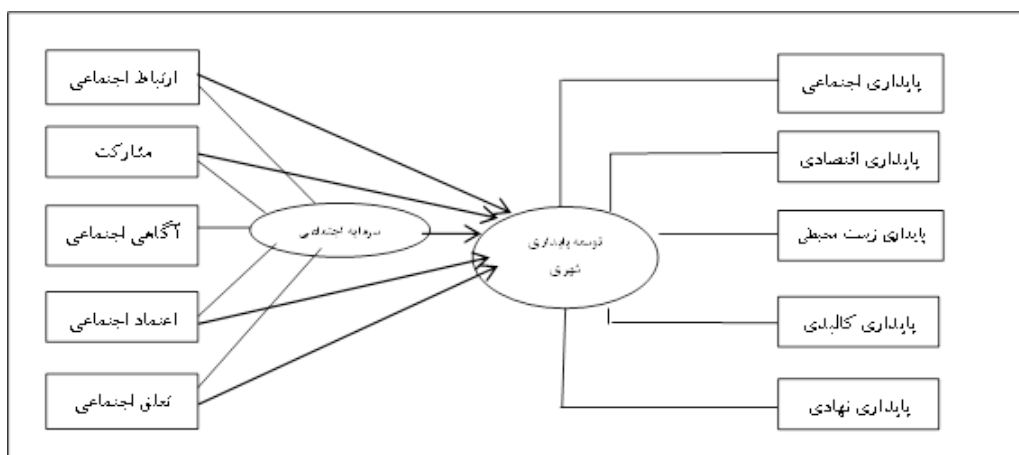 ارتباط اجتماعی
مشارکت
آگاهی اجتماعی
اعتماد اجتماعی
تعلق اجتماعی
سرمایه اجتماعی
توسعه پایداری
شهری
پایداری اجتماعی
پایداری اقتصادی
پایداری زیست محیطی
پایداری کالبدی
پایداری نهادی